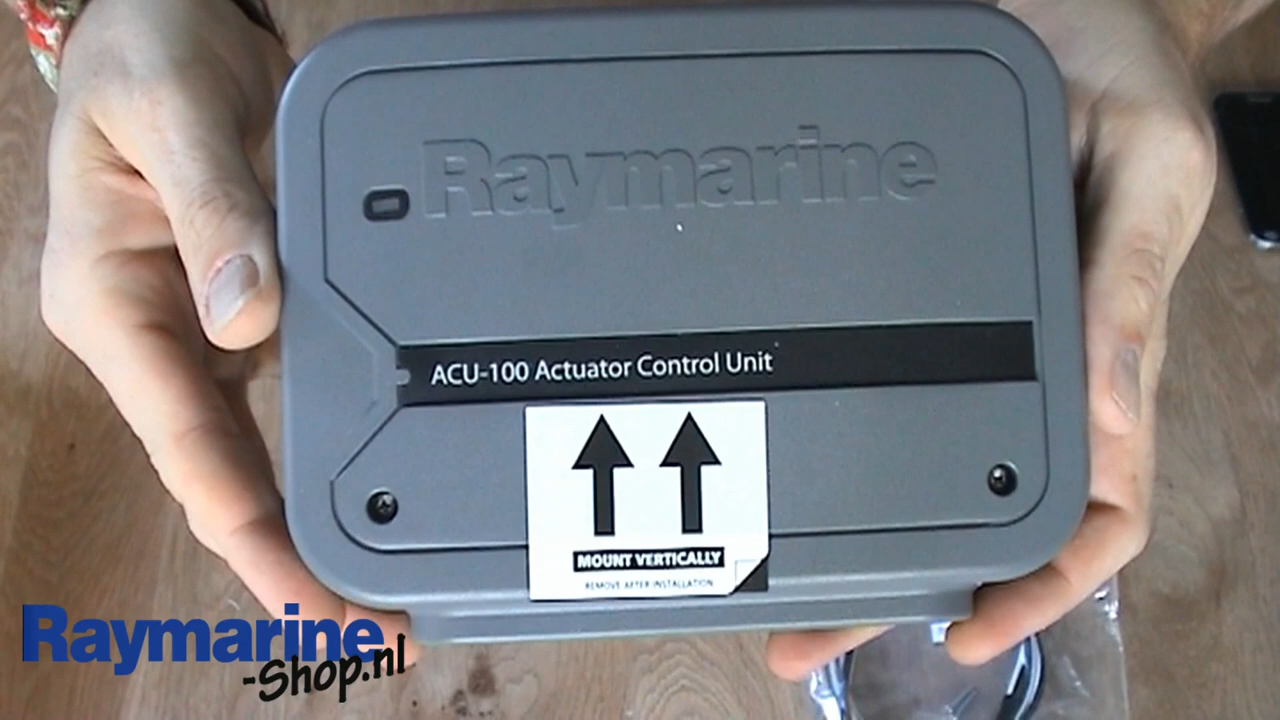 Raymarine
ACU-100 Actuator Control Unit
MOUNT VERTICALLY
REMOVE AFTER INSTALLATION
Raymarine
-Shop.nl